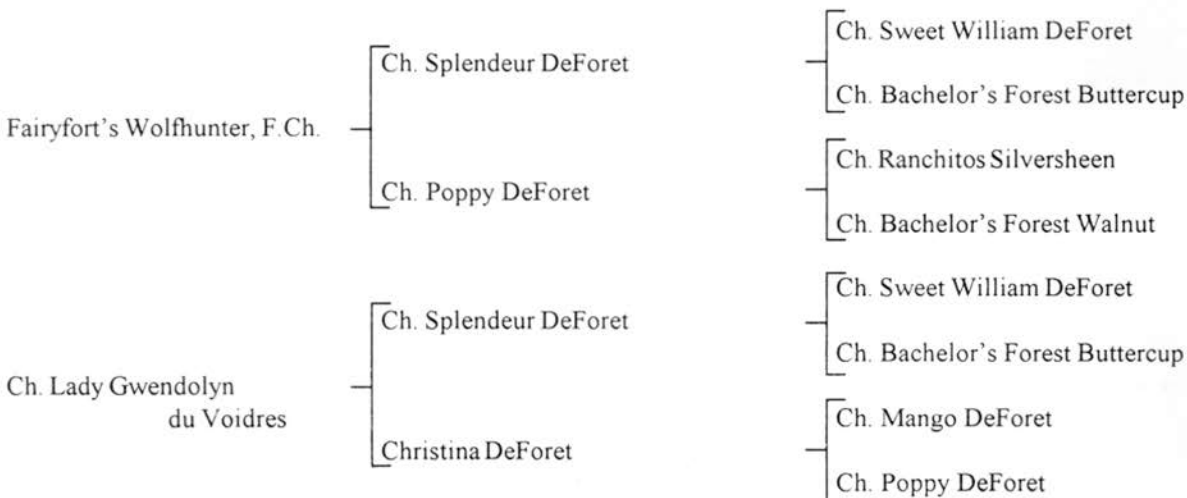 Ch. Sweet William DeForet
Ch. Splendeur DeForet
Ch. Bachelor's Forest Buttercup
Fairyfort's Wolfhunter, F.Ch.
Ch. Ranchitos Silversheen
Ch. Poppy DeForet
Ch. Bachelor's Forest Walnut
Ch. Sweet William DeForet
Ch. Splendeur DeForet
Ch. Bachelor's Forest Buttercup
Ch. Lady Gwendolyn
du Voidres
Ch. Mango DeForet
Christina DeForet
Ch. Poppy DeForet